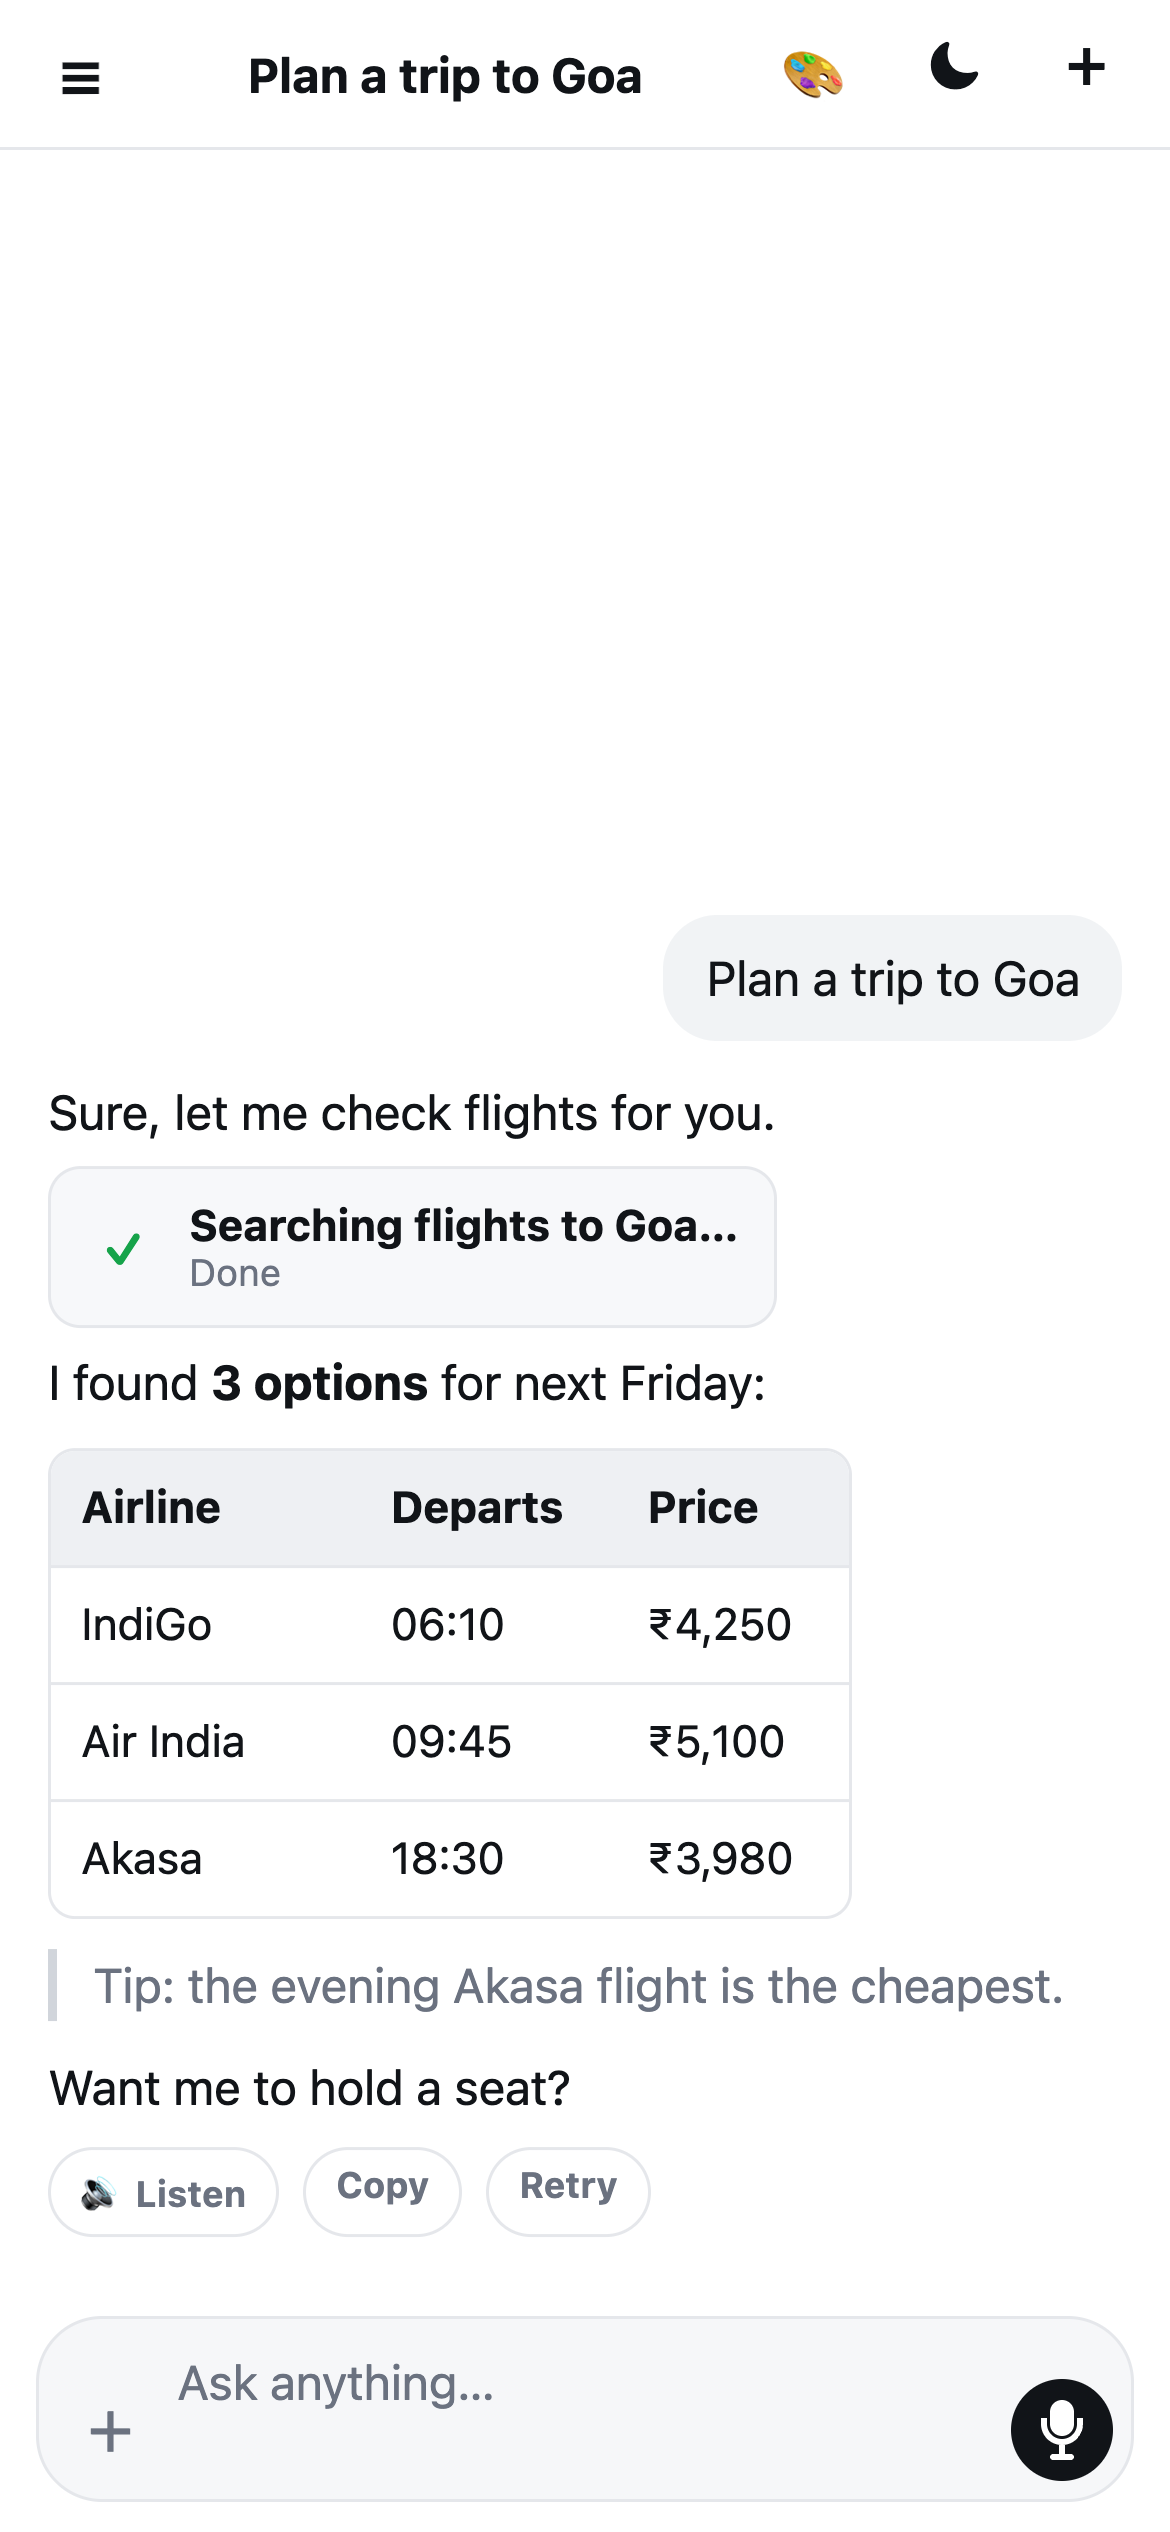 Plan a trip to Goa
Plan a trip to Goa
Sure, let me check flights for you.
Searching flights to Goa...
Done
I found 3 options for next Friday:
Airline Departs Price
IndiGo 06:10 ₹4,250
Air India 09:45 ₹5,100
Akasa 18:30 ₹3,980
Tip: the evening Akasa flight is the cheapest.
Want me to hold a seat?
Listen Copy Retry
Ask anything...